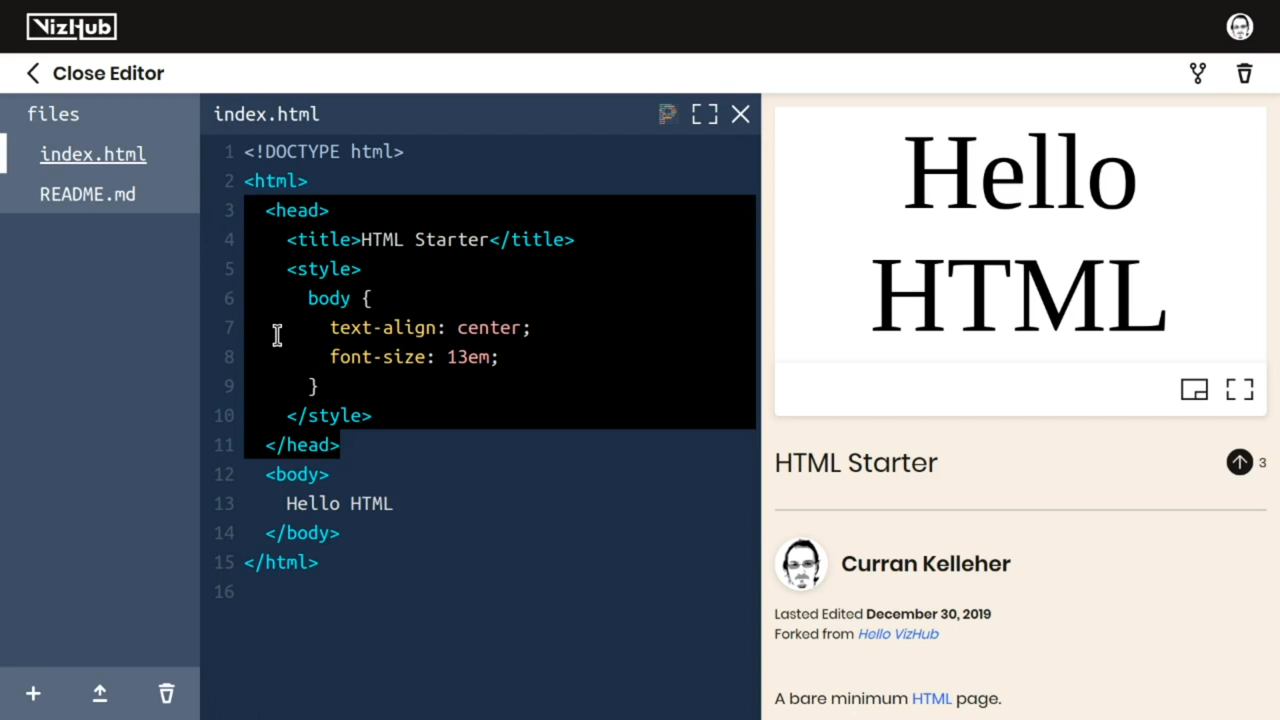 VizHub
Close Editor
files
index.html
README.md
index.html
1 <!DOCTYPE html>
2 <html>
3 <head>
4 <title>HTML Starter</title>
5 <style>
6 body {
7 text-align: center;
8 font-size: 13em;
9 }
10 </style>
11 </head>
12 <body>
13 Hello HTML
14 </body>
15 </html>
16
Hello
HTML
HTML Starter
3
Curran Kelleher
Lasted Edited December 30, 2019
Forked from Hello VizHub
A bare minimum HTML page.